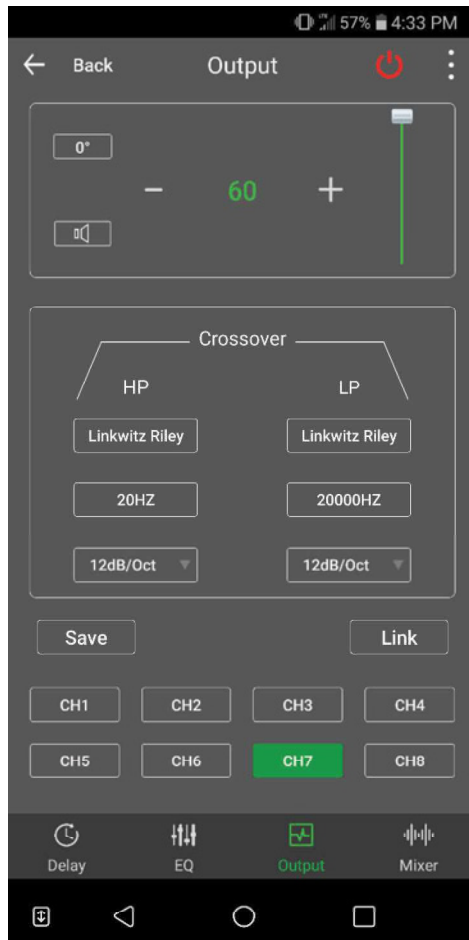 57% 4:33 PM
Back Output
0°
− 60 +
Crossover
HP LP
Linkwitz Riley Linkwitz Riley
20HZ 20000HZ
12dB/Oct 12dB/Oct
Save Link
CH1 CH2 CH3 CH4
CH5 CH6 CH7 CH8
Delay EQ Output Mixer